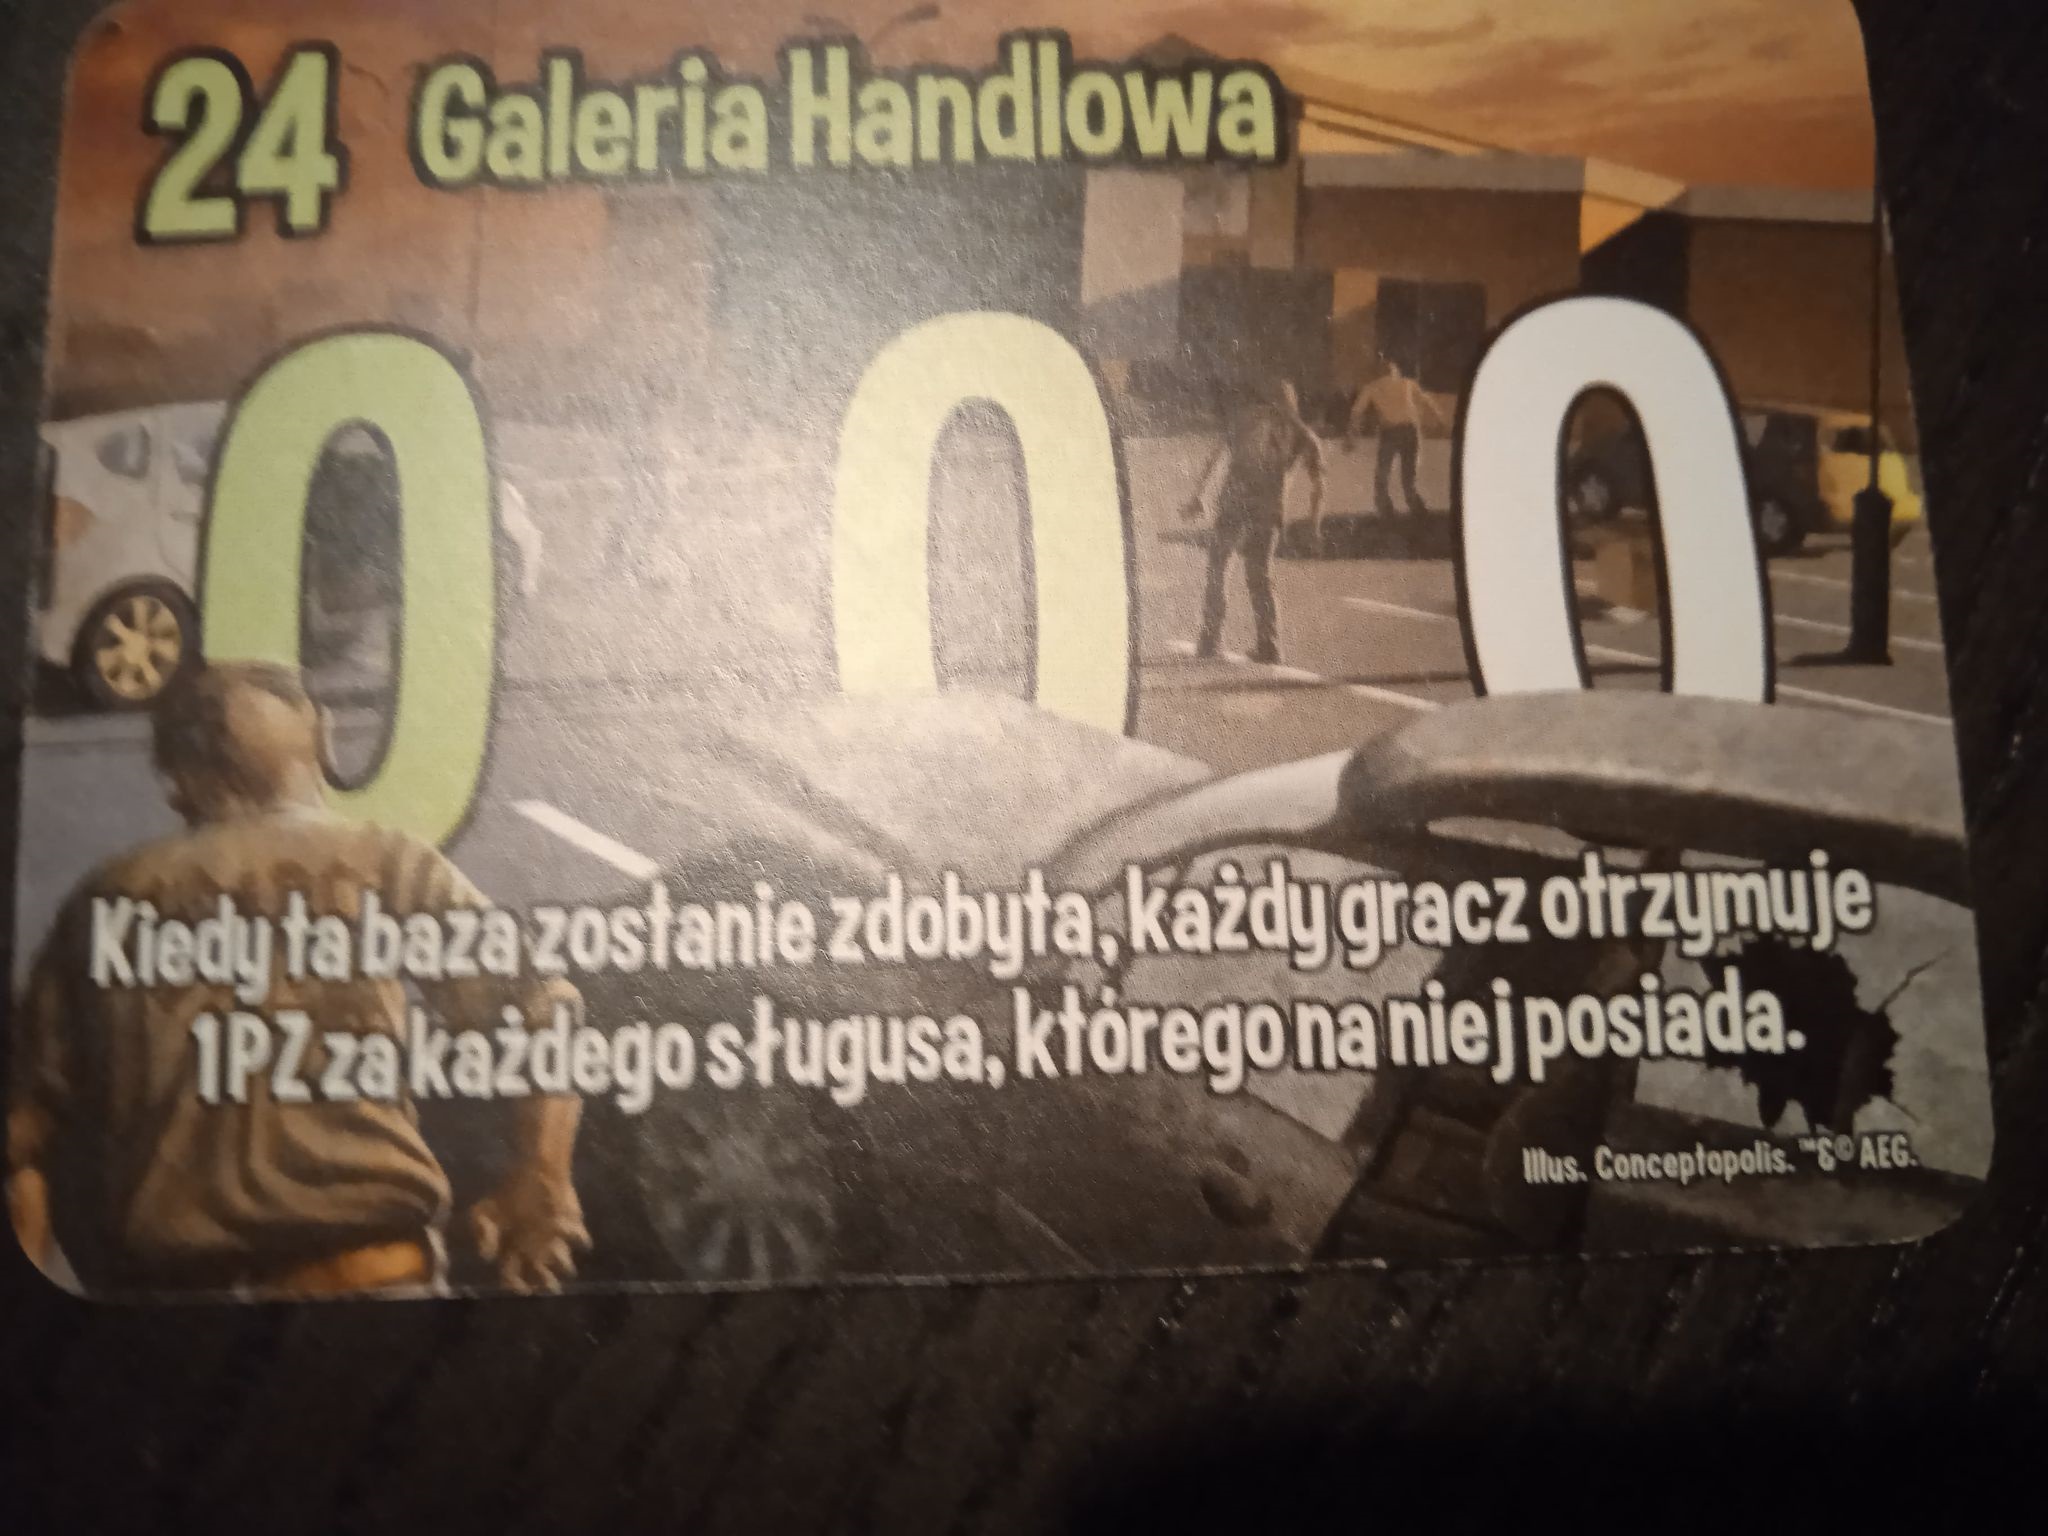 24 Galeria Handlowa
0 0 0
Kiedy ta baza zostanie zdobyta, każdy gracz otrzymuje
1PZ za każdego sługusa, którego na niej posiada.
Illus. Conceptopolis. ™&© AEG.